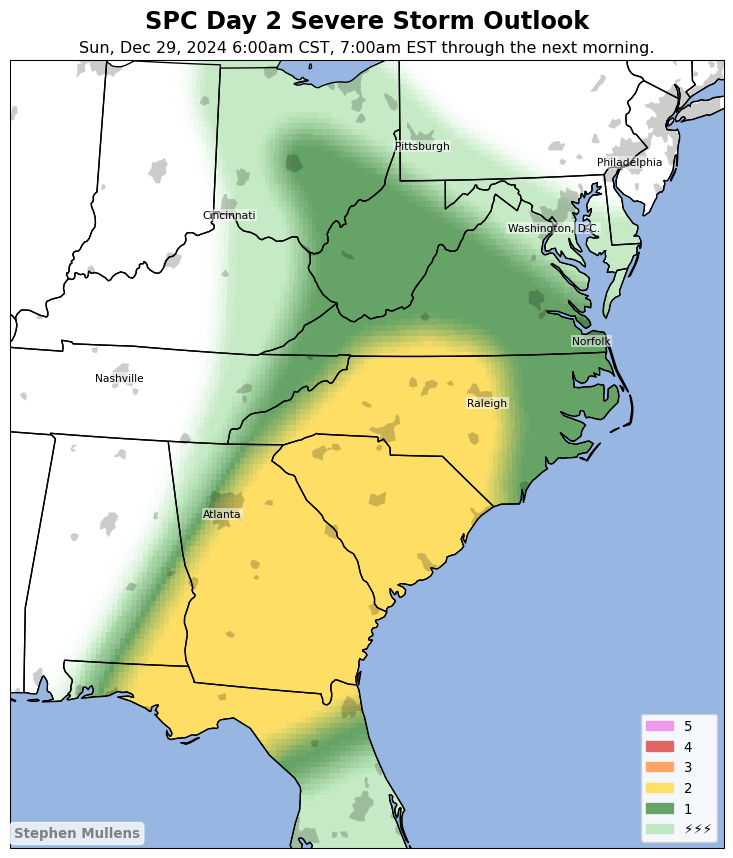 SPC Day 2 Severe Storm Outlook
Sun, Dec 29, 2024 6:00am CST, 7:00am EST through the next morning.
Pittsburgh
Philadelphia
Cincinnati
Washington, D.C.
Norfolk
Nashville
Raleigh
Atlanta
5
4
3
2
1
⚡⚡⚡
Stephen Mullens